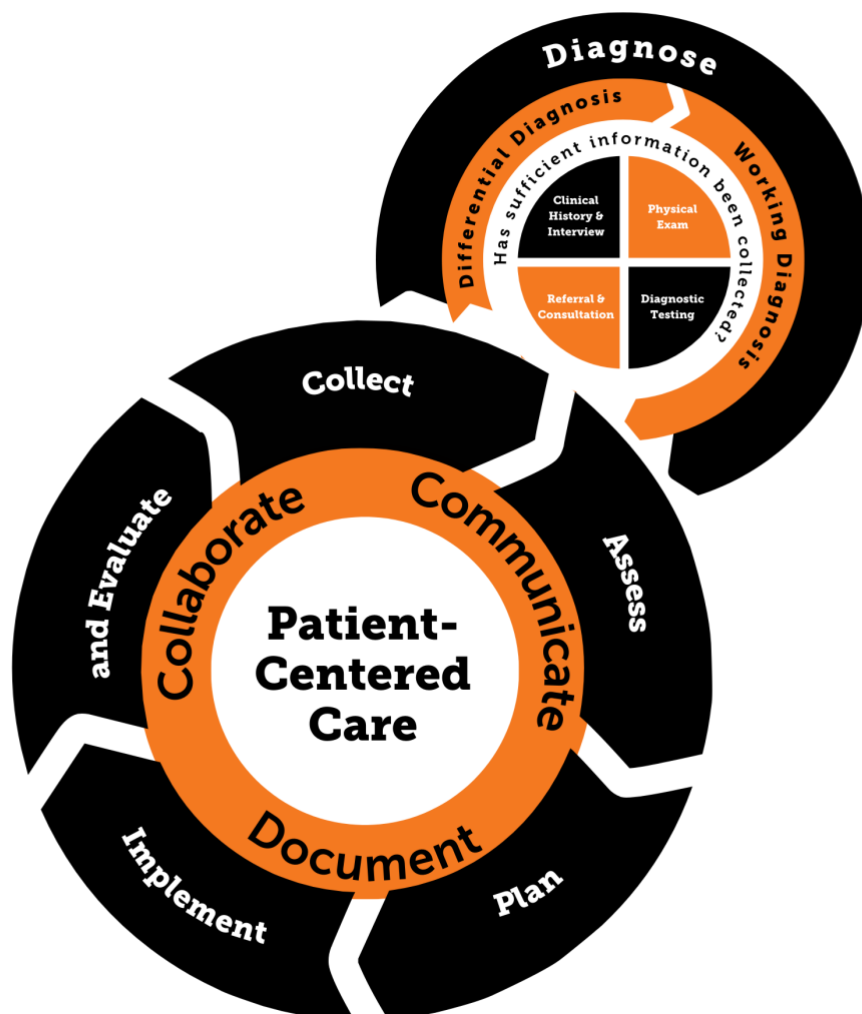 Diagnose
Differential Diagnosis
Working Diagnosis
Has sufficient information been collected?
Clinical
History &
Interview
Physical
Exam
Referral &
Consultation
Diagnostic
Testing
Collect
Assess
Plan
Implement
and Evaluate
Collaborate
Communicate
Document
Patient-
Centered
Care